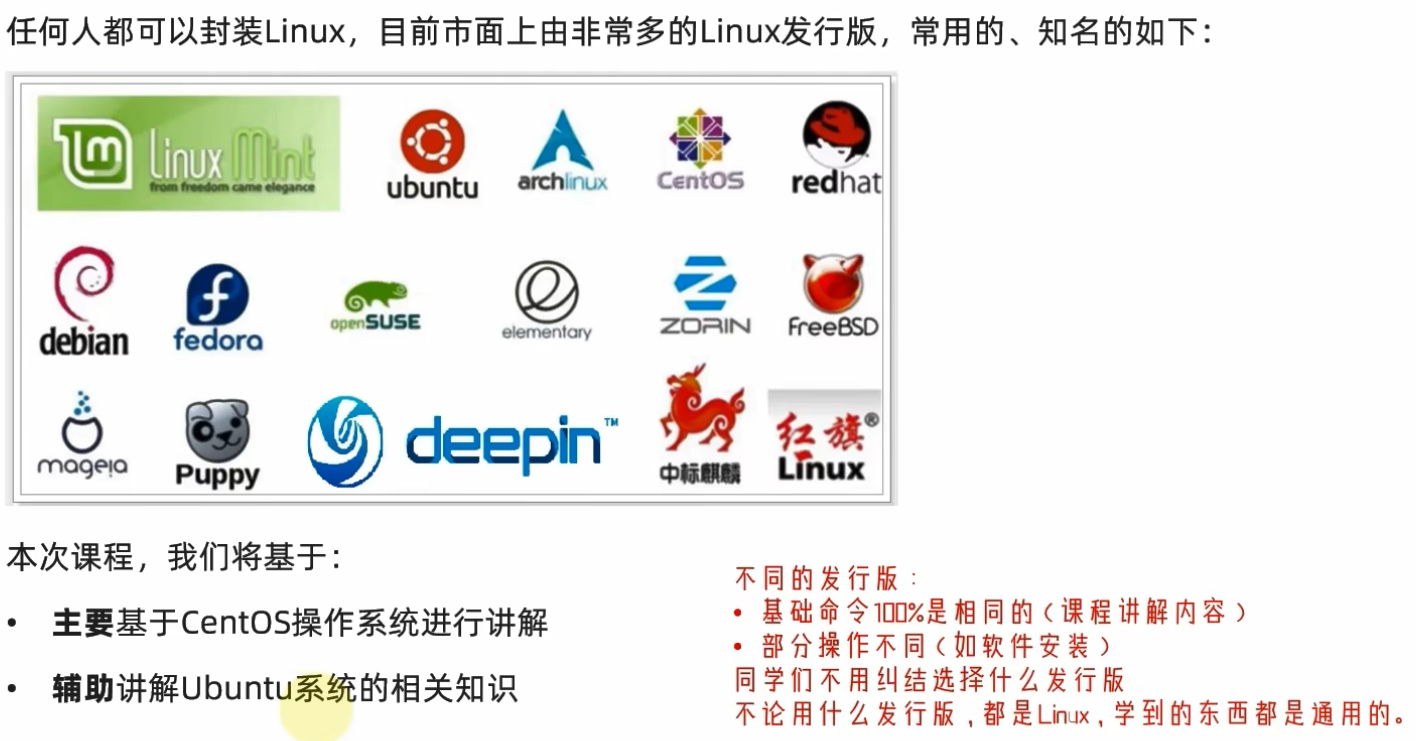 任何人都可以封装Linux，目前市面上由非常多的Linux发行版，常用的、知名的如下：
lm Linux Mint
from freedom came elegance
ubuntu
archlinux
CentOS
redhat
debian
fedora
openSUSE
elementary
ZORIN
FreeBSD
mageia
Puppy
deepin™
中标麒麟
红旗®
Linux
本次课程，我们将基于：
• 主要基于CentOS操作系统进行讲解
• 辅助讲解Ubuntu系统的相关知识
不同的发行版：
• 基础命令100%是相同的（课程讲解内容）
• 部分操作不同（如软件安装）
同学们不用纠结选择什么发行版
不论用什么发行版，都是Linux，学到的东西都是通用的。